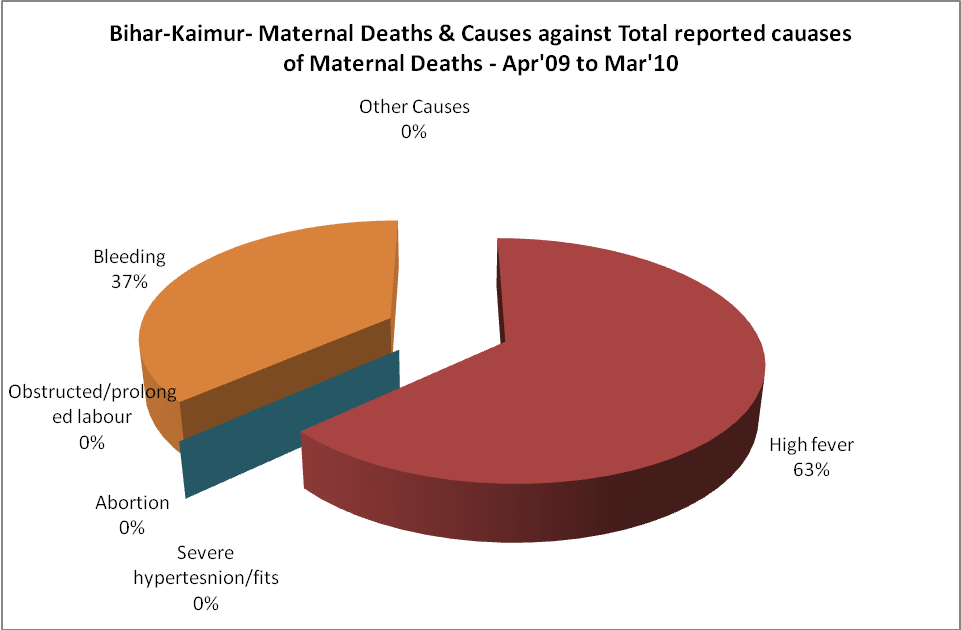 Bihar-Kaimur- Maternal Deaths & Causes against Total reported cauases
of Maternal Deaths - Apr'09 to Mar'10
Other Causes
0%
Bleeding
37%
Obstructed/prolong
ed labour
0%
High fever
63%
Abortion
0%
Severe
hypertesnion/fits
0%